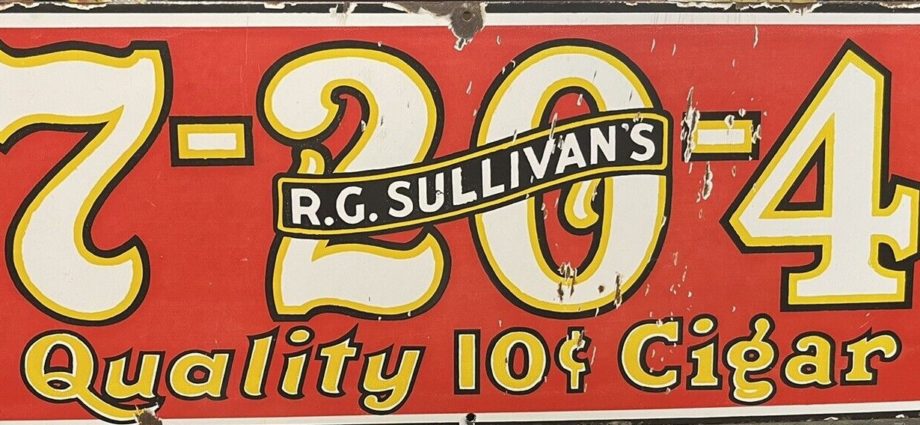 7-20-4
R.G. SULLIVAN'S
Quality 10¢ Cigar